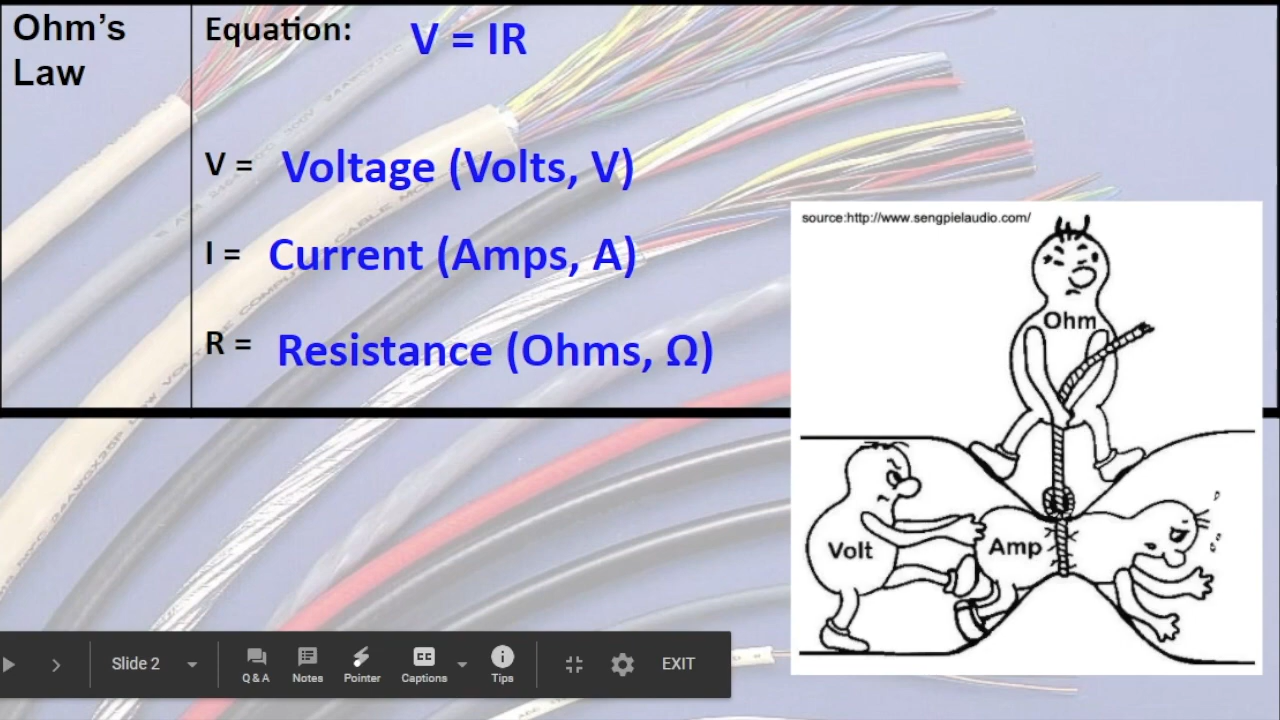 Ohm's
Law
Equation:
V = IR
V =
Voltage (Volts, V)
I =
Current (Amps, A)
R =
Resistance (Ohms, Ω)
source:http://www.sengpielaudio.com/
Ohm
Volt
Amp
Slide 2
Q & A
Notes
Pointer
CC
Captions
Tips
EXIT